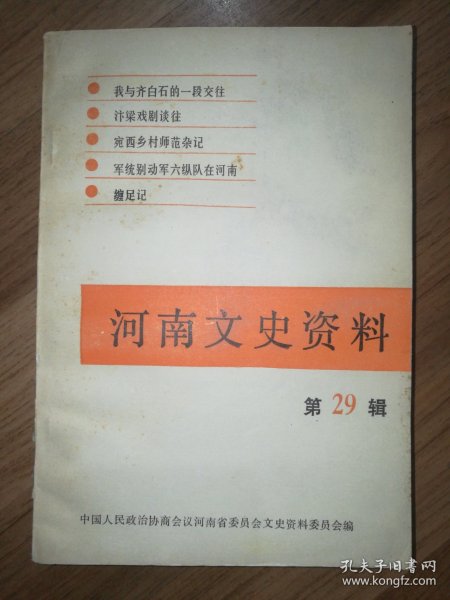 我与齐白石的一段交往
汴梁戏剧谈往
宛西乡村师范杂记
军统别动军六纵队在河南
缠足记
河南文史资料
第29辑
中国人民政治协商会议河南省委员会文史资料委员会编
孔夫子旧书网
www.kongfz.com